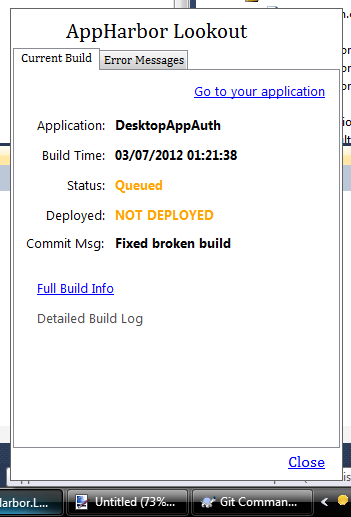 AppHarbor Lookout
Current Build
Error Messages
Go to your application
Application: DesktopAppAuth
Build Time: 03/07/2012 01:21:38
Status: Queued
Deployed: NOT DEPLOYED
Commit Msg: Fixed broken build
Full Build Info
Detailed Build Log
Close
Harbor.L...
Untitled (73%...
Git Comman...